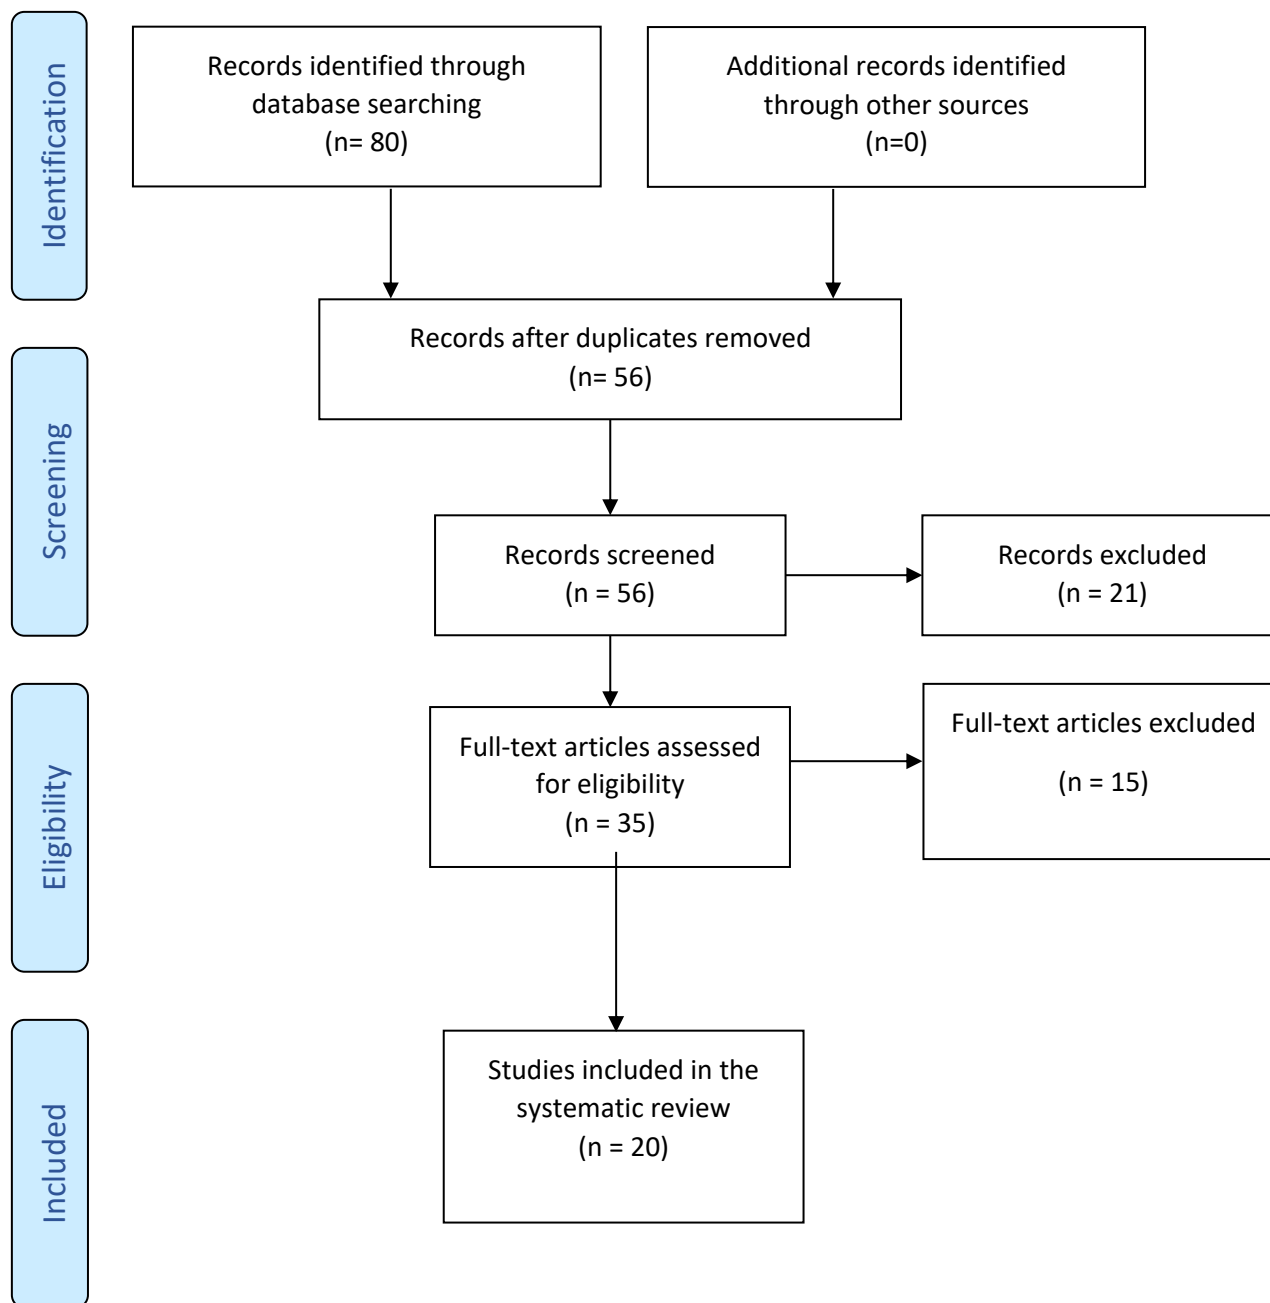 Identification
Records identified through
database searching
(n= 80)
Additional records identified
through other sources
(n=0)
Records after duplicates removed
(n= 56)
Screening
Records screened
(n = 56)
Records excluded
(n = 21)
Eligibility
Full-text articles assessed
for eligibility
(n = 35)
Full-text articles excluded
(n = 15)
Included
Studies included in the
systematic review
(n = 20)